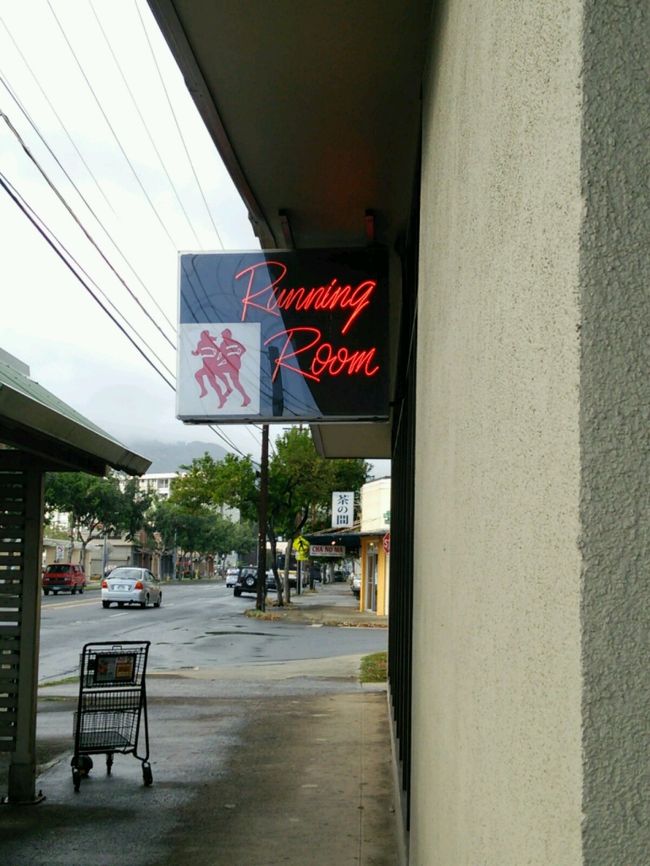 Running
Room
茶の間
CHA NO MA